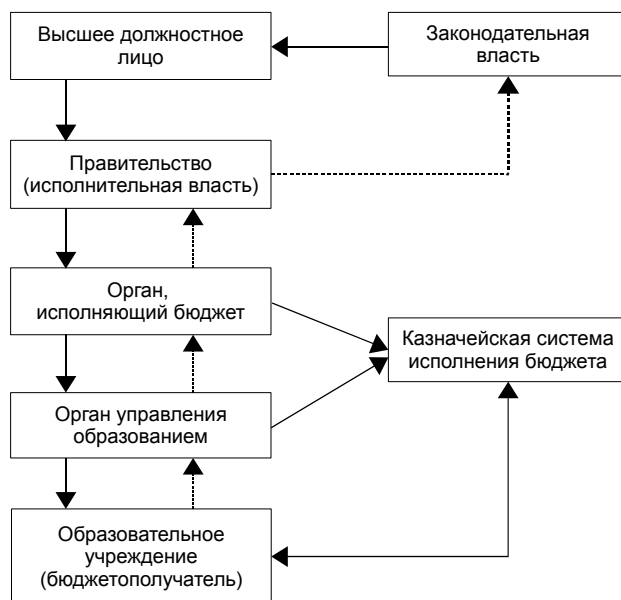 Высшее должностное
лицо
Законодательная
власть
Правительство
(исполнительная власть)
Орган,
исполняющий бюджет
Казначейская система
исполнения бюджета
Орган управления
образованием
Образовательное
учреждение
(бюджетополучатель)